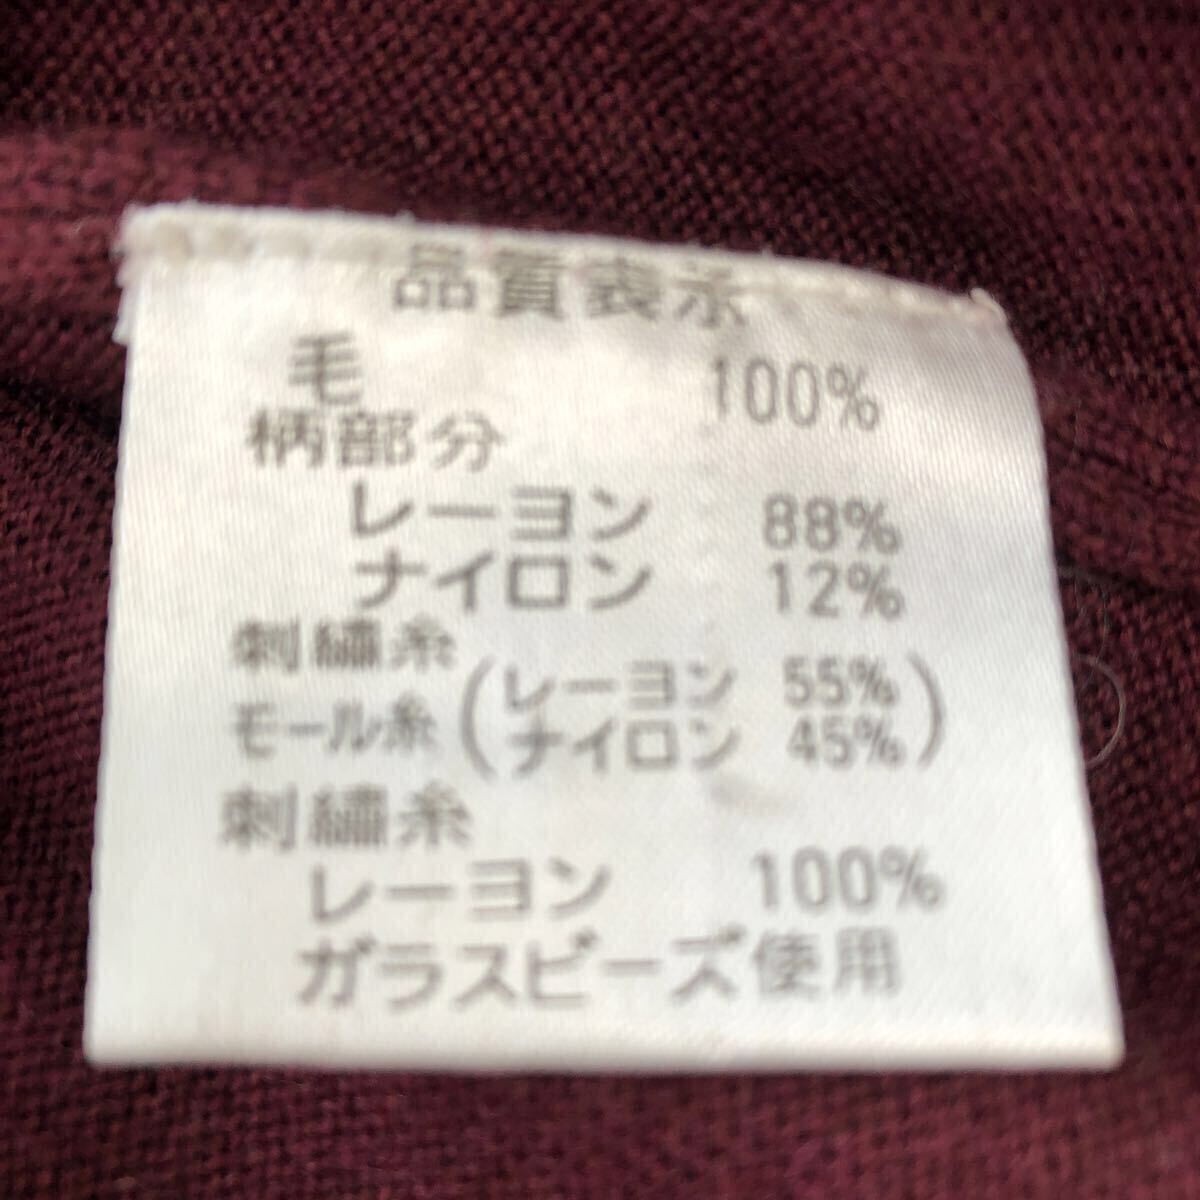 品質表示
毛 100%
柄部分
レーヨン 88%
ナイロン 12%
刺繡糸
モール糸 (レーヨン 55%
ナイロン 45%)
刺繡糸
レーヨン 100%
ガラスビーズ使用